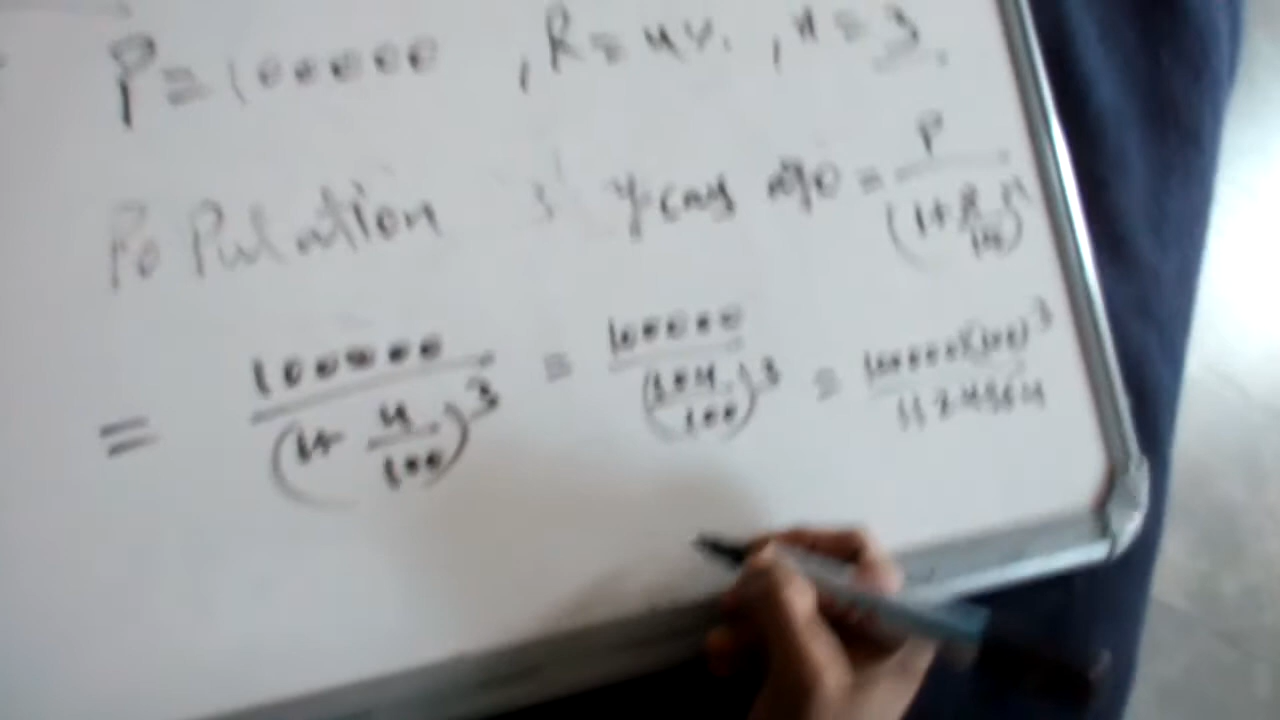 P = 100000 , R = 4%. , n = 3.
Population 3 years ago = P/(1+R/100)^n
= 100000/(1+4/100)^3 = 100000/(104/100)^3 = 100000(100)^3/1124864